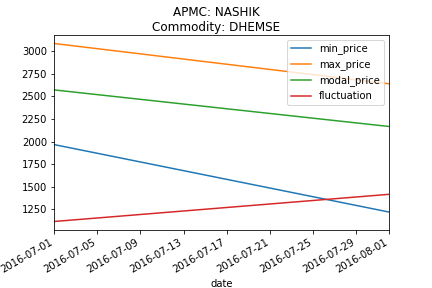 APMC: NASHIK
Commodity: DHEMSE
min_price
max_price
modal_price
fluctuation
3000
2750
2500
2250
2000
1750
1500
1250
2016-07-01
2016-07-05
2016-07-09
2016-07-13
2016-07-17
2016-07-21
2016-07-25
2016-07-29
2016-08-01
date